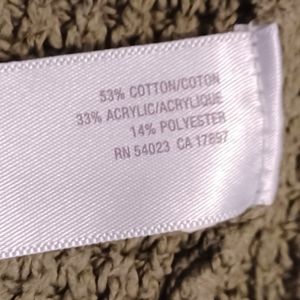 53% COTTON/COTON
33% ACRYLIC/ACRYLIQUE
14% POLYESTER
RN 54023 CA 17897